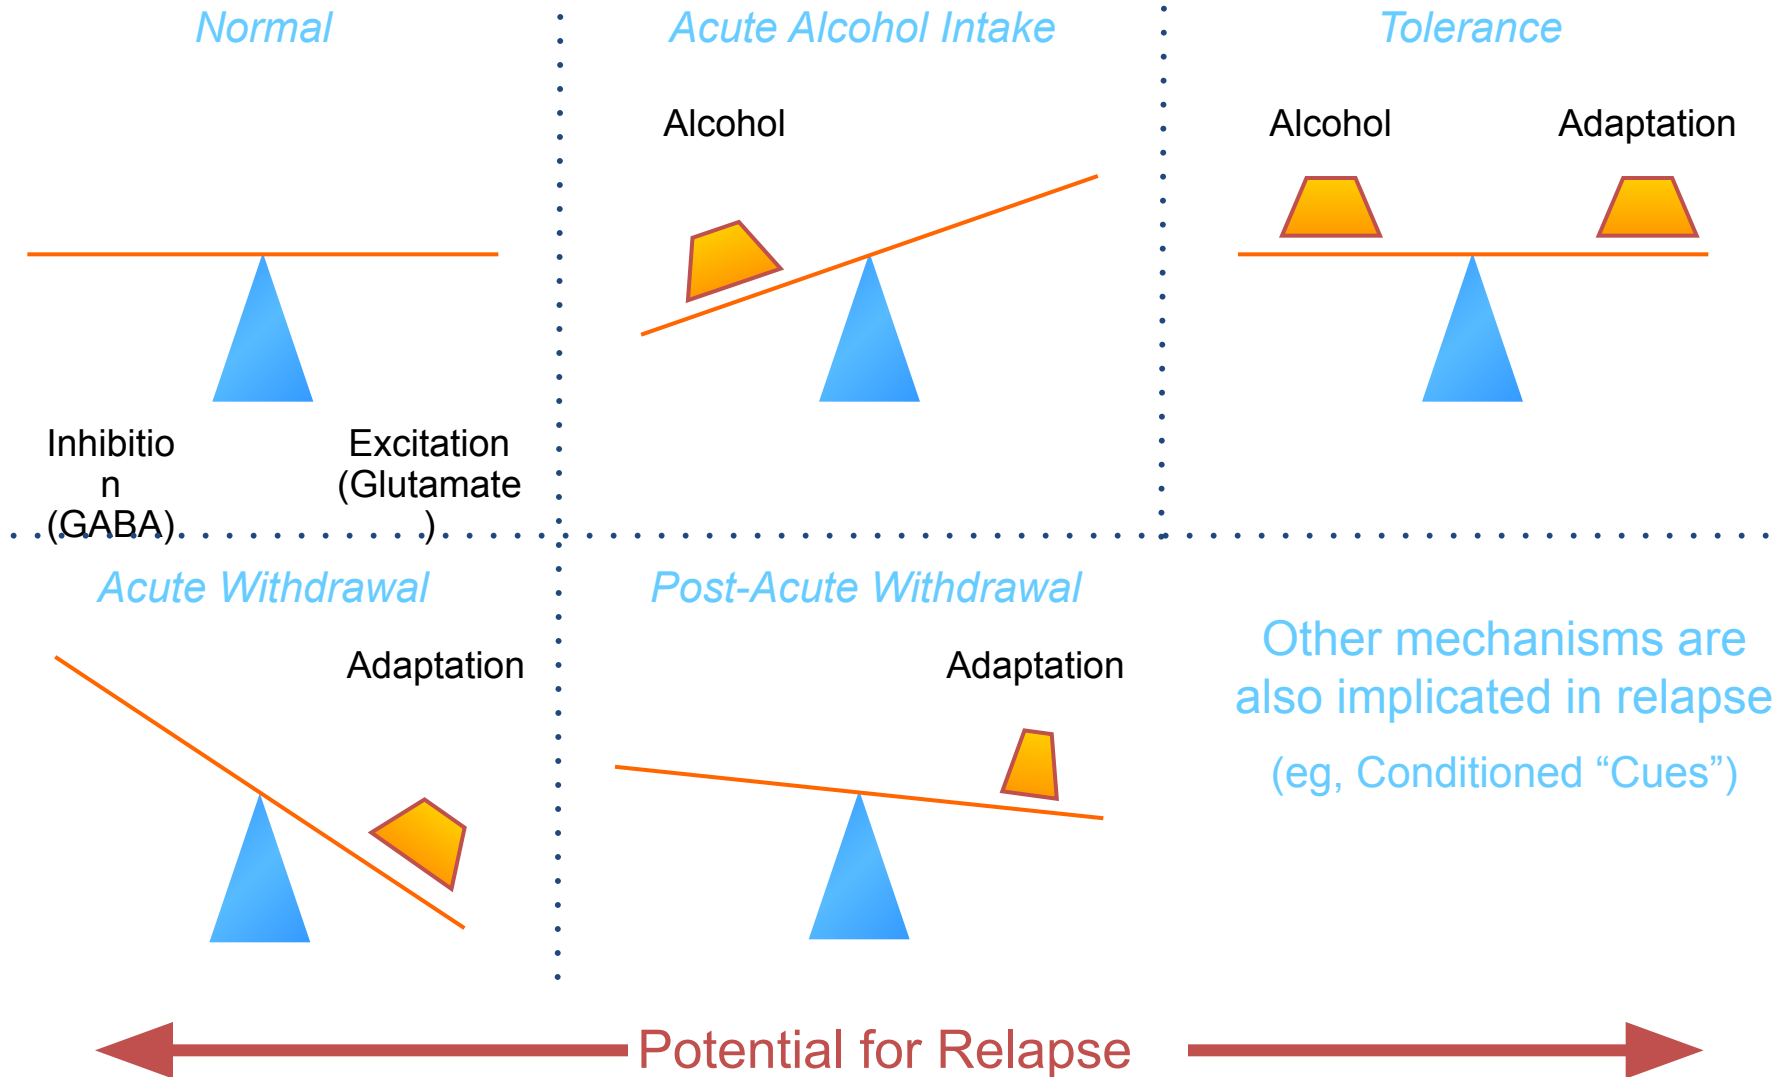 Normal
Acute Alcohol Intake
Tolerance
Alcohol
Alcohol
Adaptation
Inhibitio
n
(GABA)
Excitation
(Glutamate
)
Acute Withdrawal
Post-Acute Withdrawal
Adaptation
Adaptation
Other mechanisms are
also implicated in relapse
(eg, Conditioned “Cues”)
Potential for Relapse